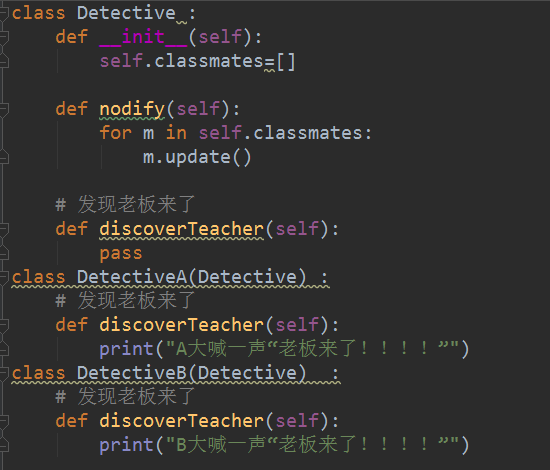 class Detective :
    def __init__(self):
        self.classmates=[]

    def nodify(self):
        for m in self.classmates:
            m.update()

    # 发现老板来了
    def discoverTeacher(self):
        pass
class DetectiveA(Detective) :
    # 发现老板来了
    def discoverTeacher(self):
        print("A大喊一声“老板来了！！！！”")
class DetectiveB(Detective)  :
    # 发现老板来了
    def discoverTeacher(self):
        print("B大喊一声“老板来了！！！！”")